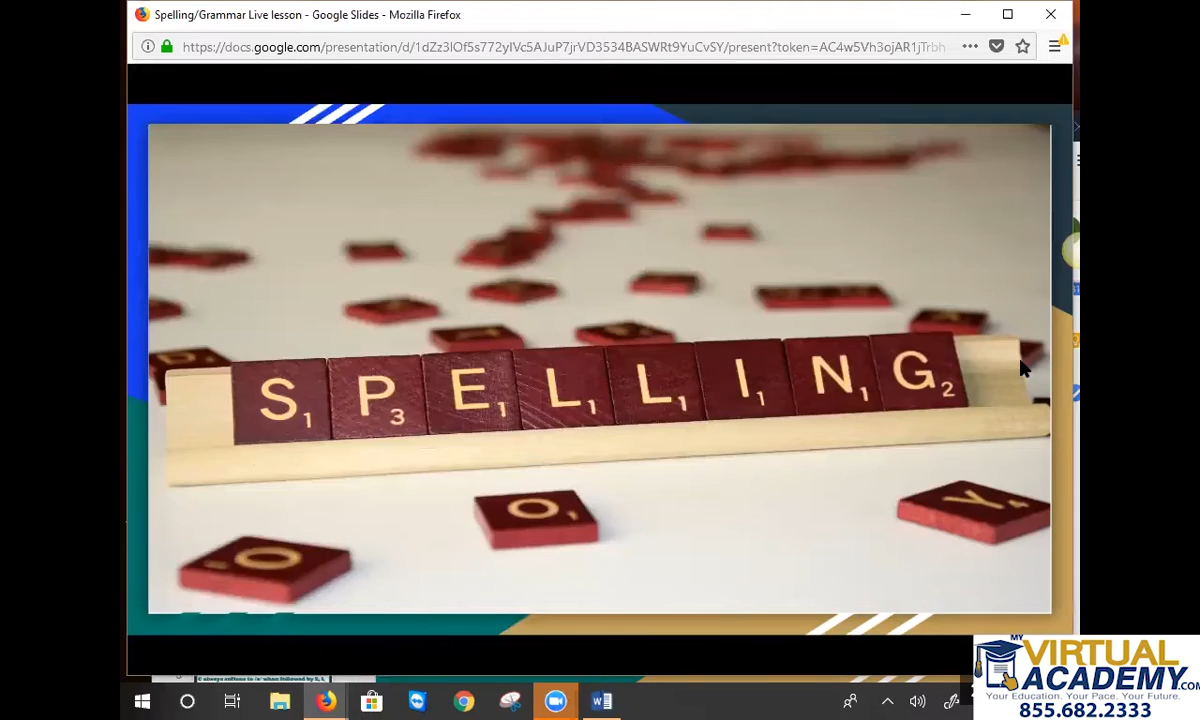 Spelling/Grammar Live lesson - Google Slides - Mozilla Firefox
https://docs.google.com/presentation/d/1dZz3lOf5s772yIVc5AJuP7jrVD3534BASWRt9YuCvSY/present?token=AC4w5Vh3ojAR1jTrbh
S1 P3 E1 L1 L1 I1 N1 G2
O1
Y4
O
MY
VIRTUAL
ACADEMY.COM
Your Education. Your Pace. Your Future.
855.682.2333